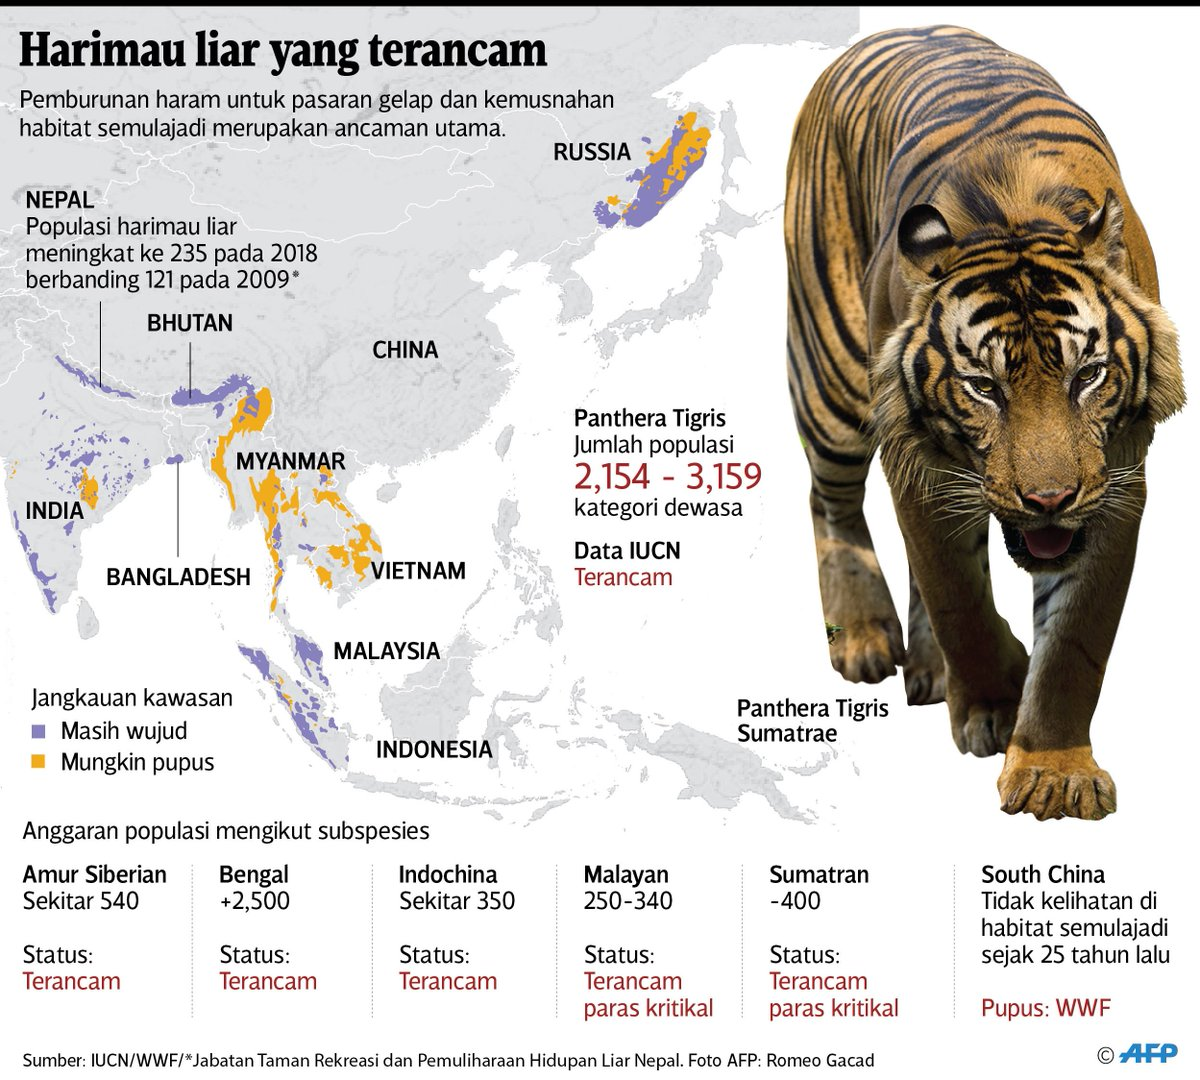 Harimau liar yang terancam
Pemburunan haram untuk pasaran gelap dan kemusnahan
habitat semulajadi merupakan ancaman utama.
RUSSIA
NEPAL
Populasi harimau liar
meningkat ke 235 pada 2018
berbanding 121 pada 2009*
BHUTAN
CHINA
Panthera Tigris
Jumlah populasi
2,154 - 3,159
kategori dewasa
Data IUCN
Terancam
MYANMAR
INDIA
BANGLADESH
VIETNAM
MALAYSIA
INDONESIA
Jangkauan kawasan
Masih wujud
Mungkin pupus
Panthera Tigris
Sumatrae
Anggaran populasi mengikut subspesies
Amur Siberian
Sekitar 540
Status:
Terancam
Bengal
+2,500
Status:
Terancam
Indochina
Sekitar 350
Status:
Terancam
Malayan
250-340
Status:
Terancam
paras kritikal
Sumatran
-400
Status:
Terancam
paras kritikal
South China
Tidak kelihatan di
habitat semulajadi
sejak 25 tahun lalu
Pupus: WWF
Sumber: IUCN/WWF/*Jabatan Taman Rekreasi dan Pemuliharaan Hidupan Liar Nepal. Foto AFP: Romeo Gacad
© AFP